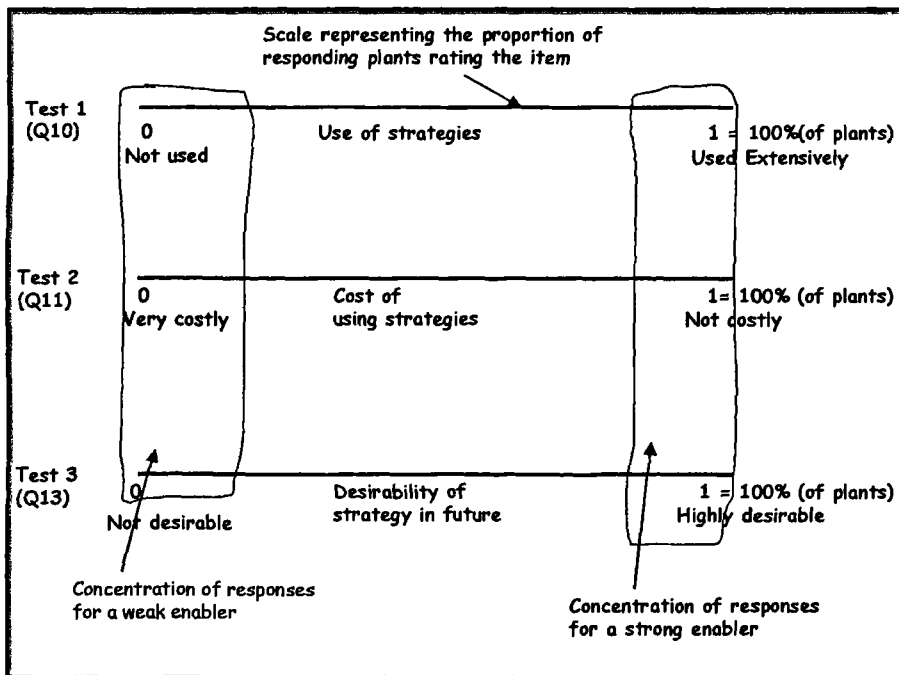 Scale representing the proportion of
responding plants rating the item
Test 1
(Q10)
0
Use of strategies
1 = 100%(of plants)
Not used
Used Extensively
Test 2
(Q11)
0
Cost of
using strategies
1= 100% (of plants)
Very costly
Not costly
Test 3
(Q13)
0
Desirability of
strategy in future
1 = 100% (of plants)
Not desirable
Highly desirable
Concentration of responses
for a weak enabler
Concentration of responses
for a strong enabler